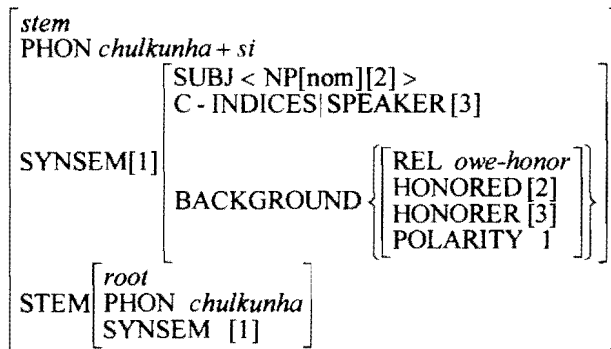 stem
PHON chulkunha + si
SUBJ < NP[nom][2] >
C - INDICES| SPEAKER [3]
SYNSEM[1]
REL owe-honor
HONORED [2]
BACKGROUND
HONORER [3]
POLARITY 1
root
STEM PHON chulkunha
SYNSEM [1]